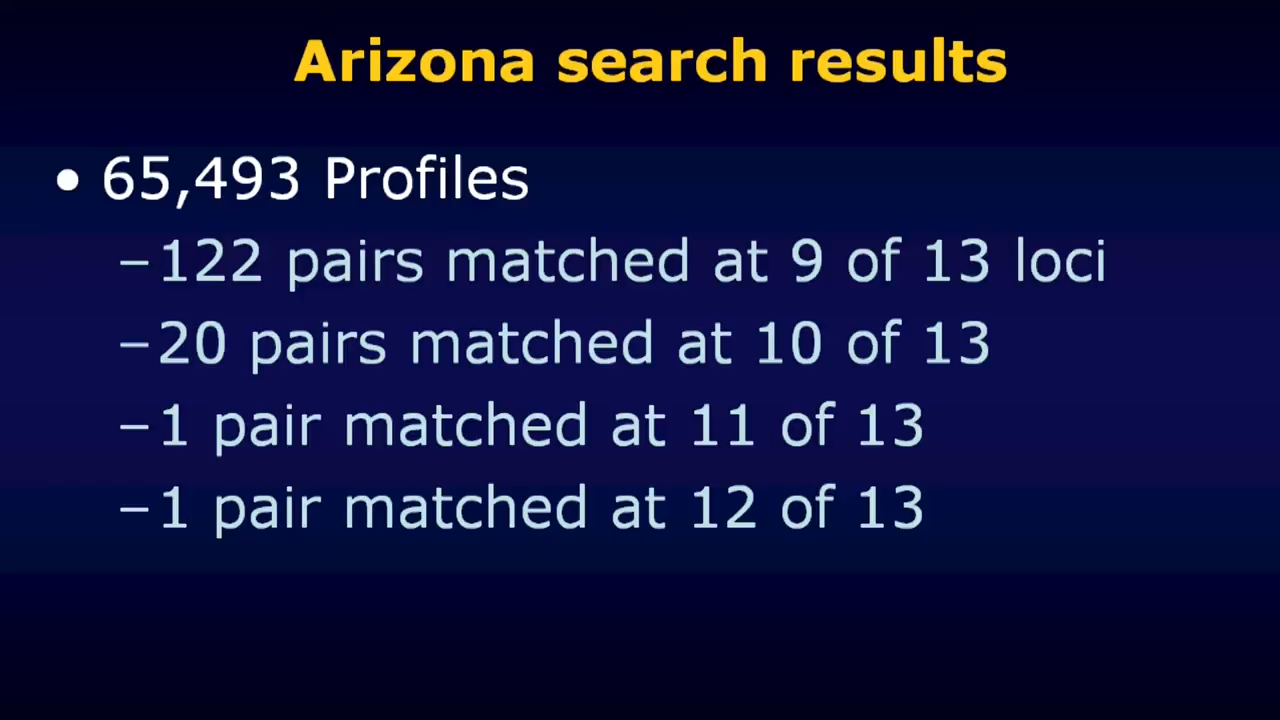 Arizona search results
• 65,493 Profiles
–122 pairs matched at 9 of 13 loci
–20 pairs matched at 10 of 13
–1 pair matched at 11 of 13
–1 pair matched at 12 of 13